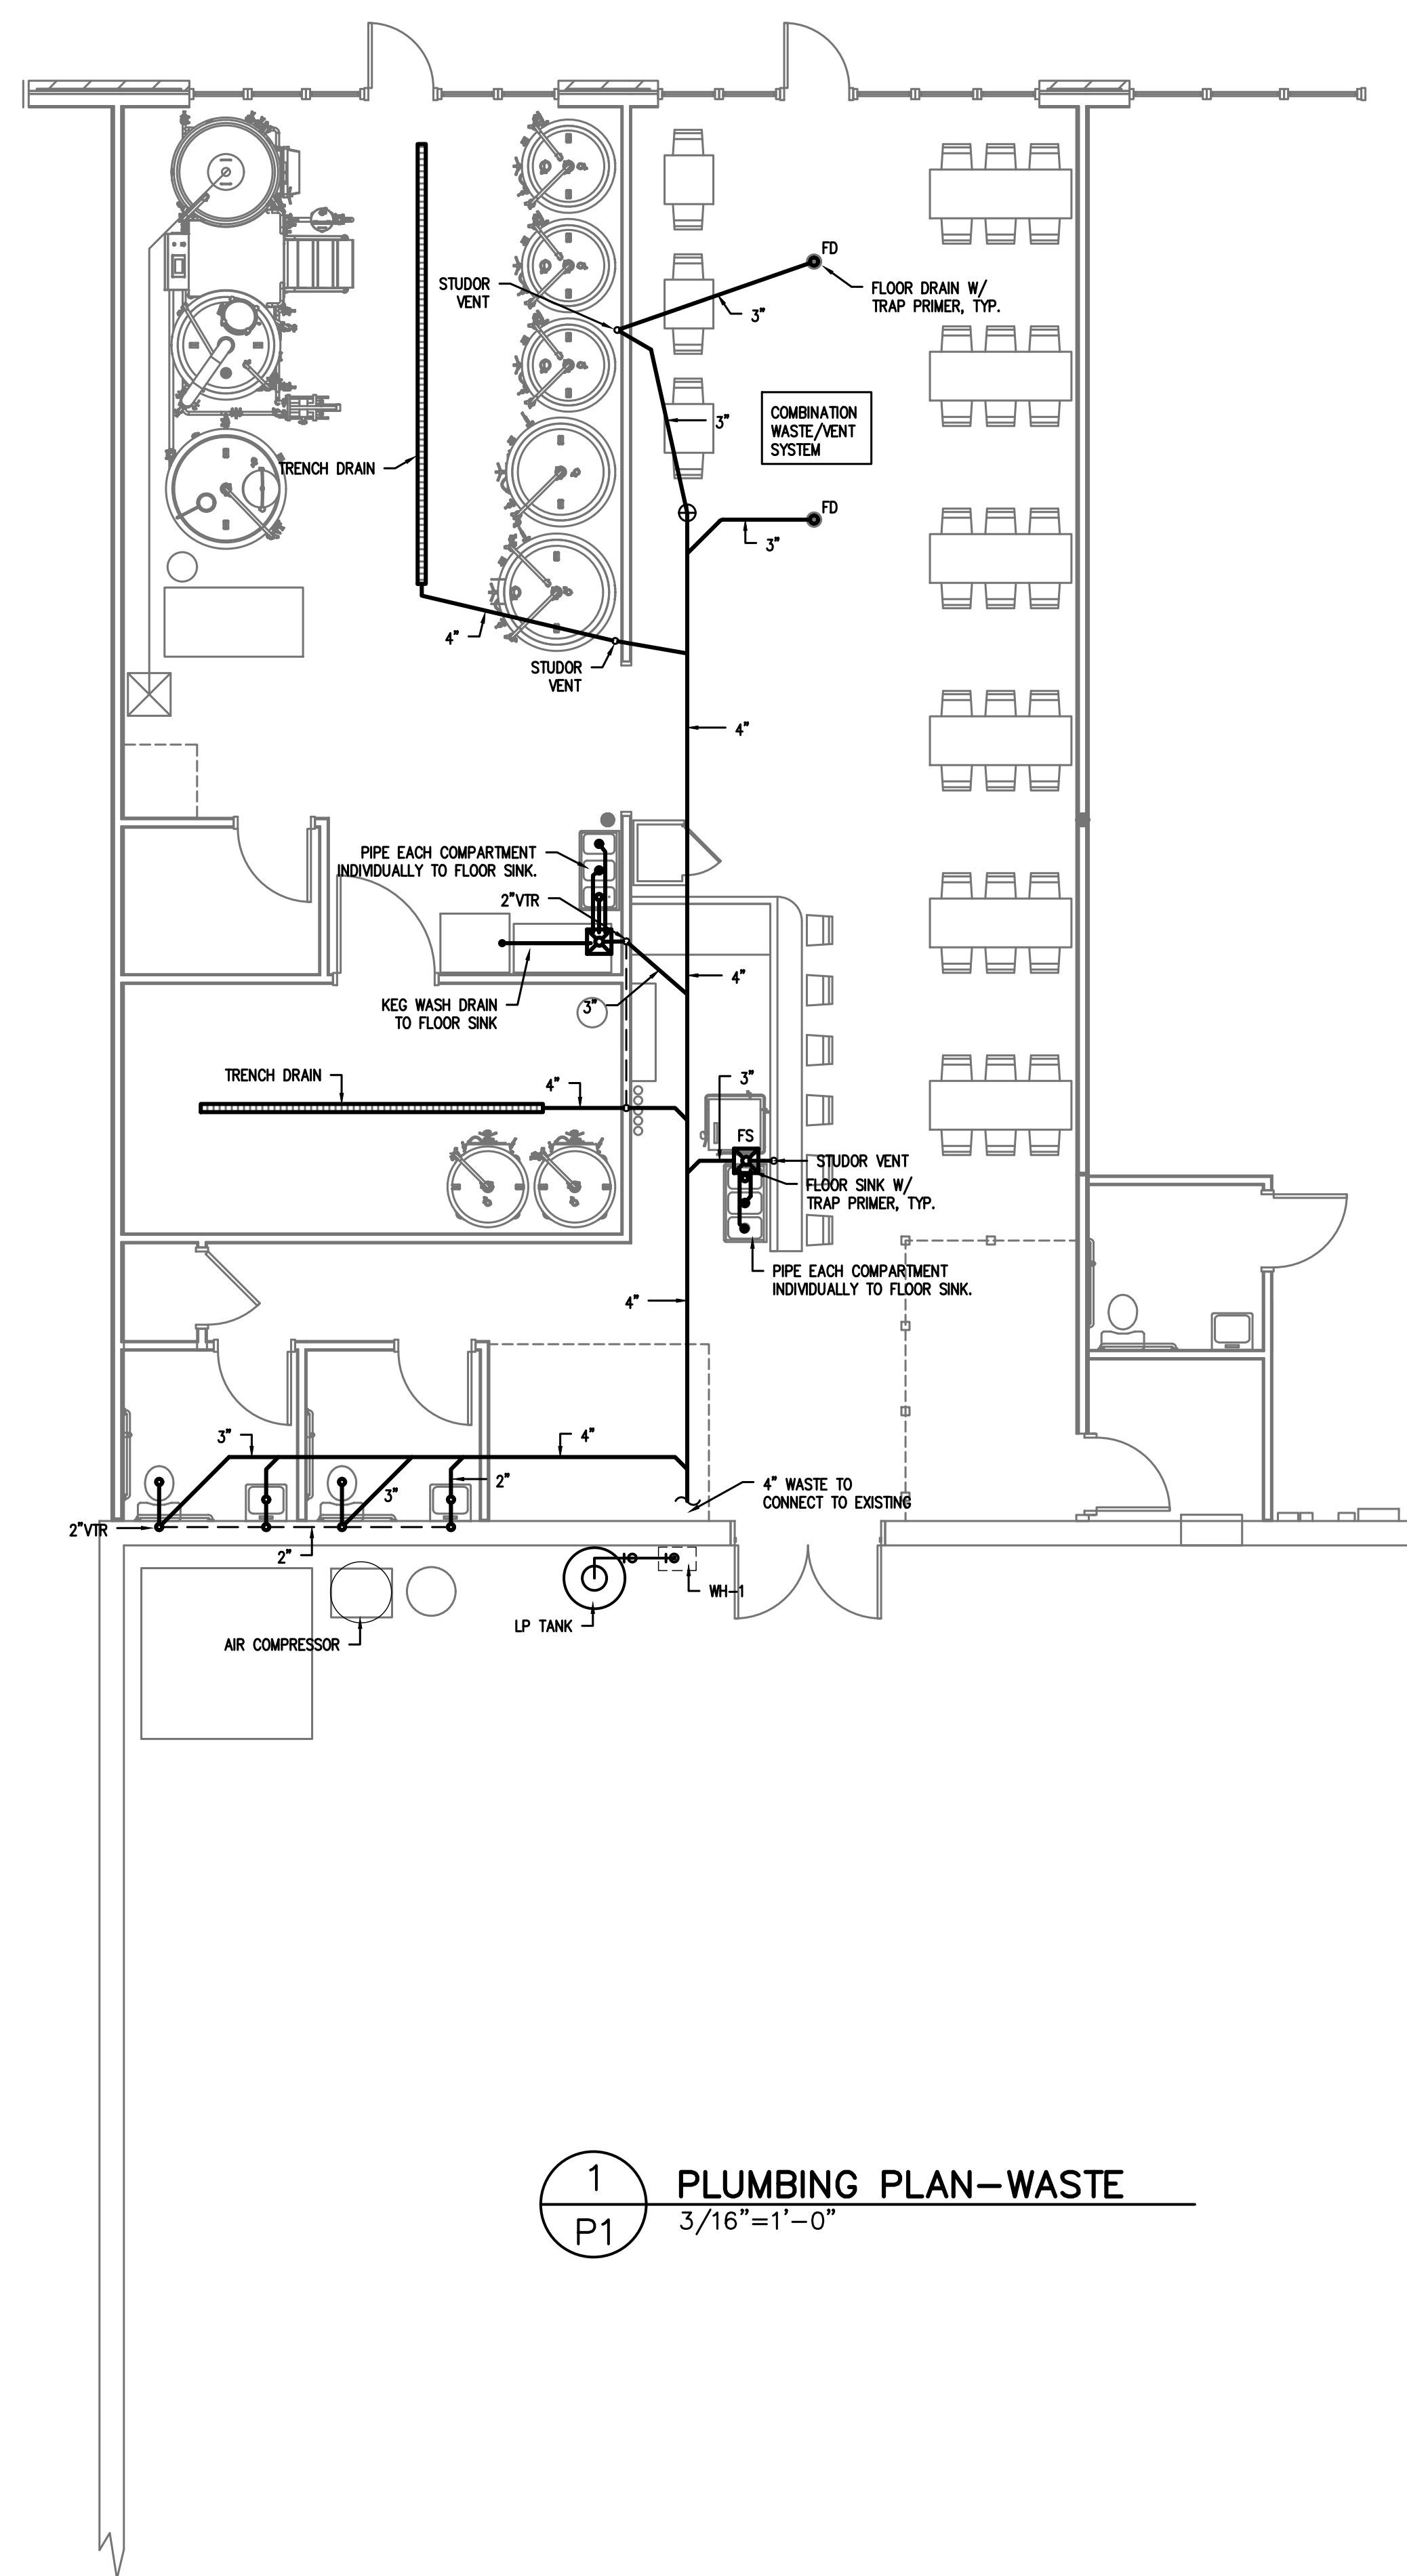 FD
STUDOR
VENT
FLOOR DRAIN W/
TRAP PRIMER, TYP.
3"
COMBINATION
WASTE/VENT
SYSTEM
3"
TRENCH DRAIN
FD
3"
4"
STUDOR
VENT
4"
PIPE EACH COMPARTMENT
INDIVIDUALLY TO FLOOR SINK.
2"VTR
4"
KEG WASH DRAIN
TO FLOOR SINK
3"
TRENCH DRAIN
4"
3"
FS
STUDOR VENT
FLOOR SINK W/
TRAP PRIMER, TYP.
PIPE EACH COMPARTMENT
INDIVIDUALLY TO FLOOR SINK.
4"
3"
4"
2"
3"
4" WASTE TO
CONNECT TO EXISTING
2"VTR
2"
WH-1
LP TANK
AIR COMPRESSOR
1
P1
PLUMBING PLAN-WASTE
3/16"=1'-0"